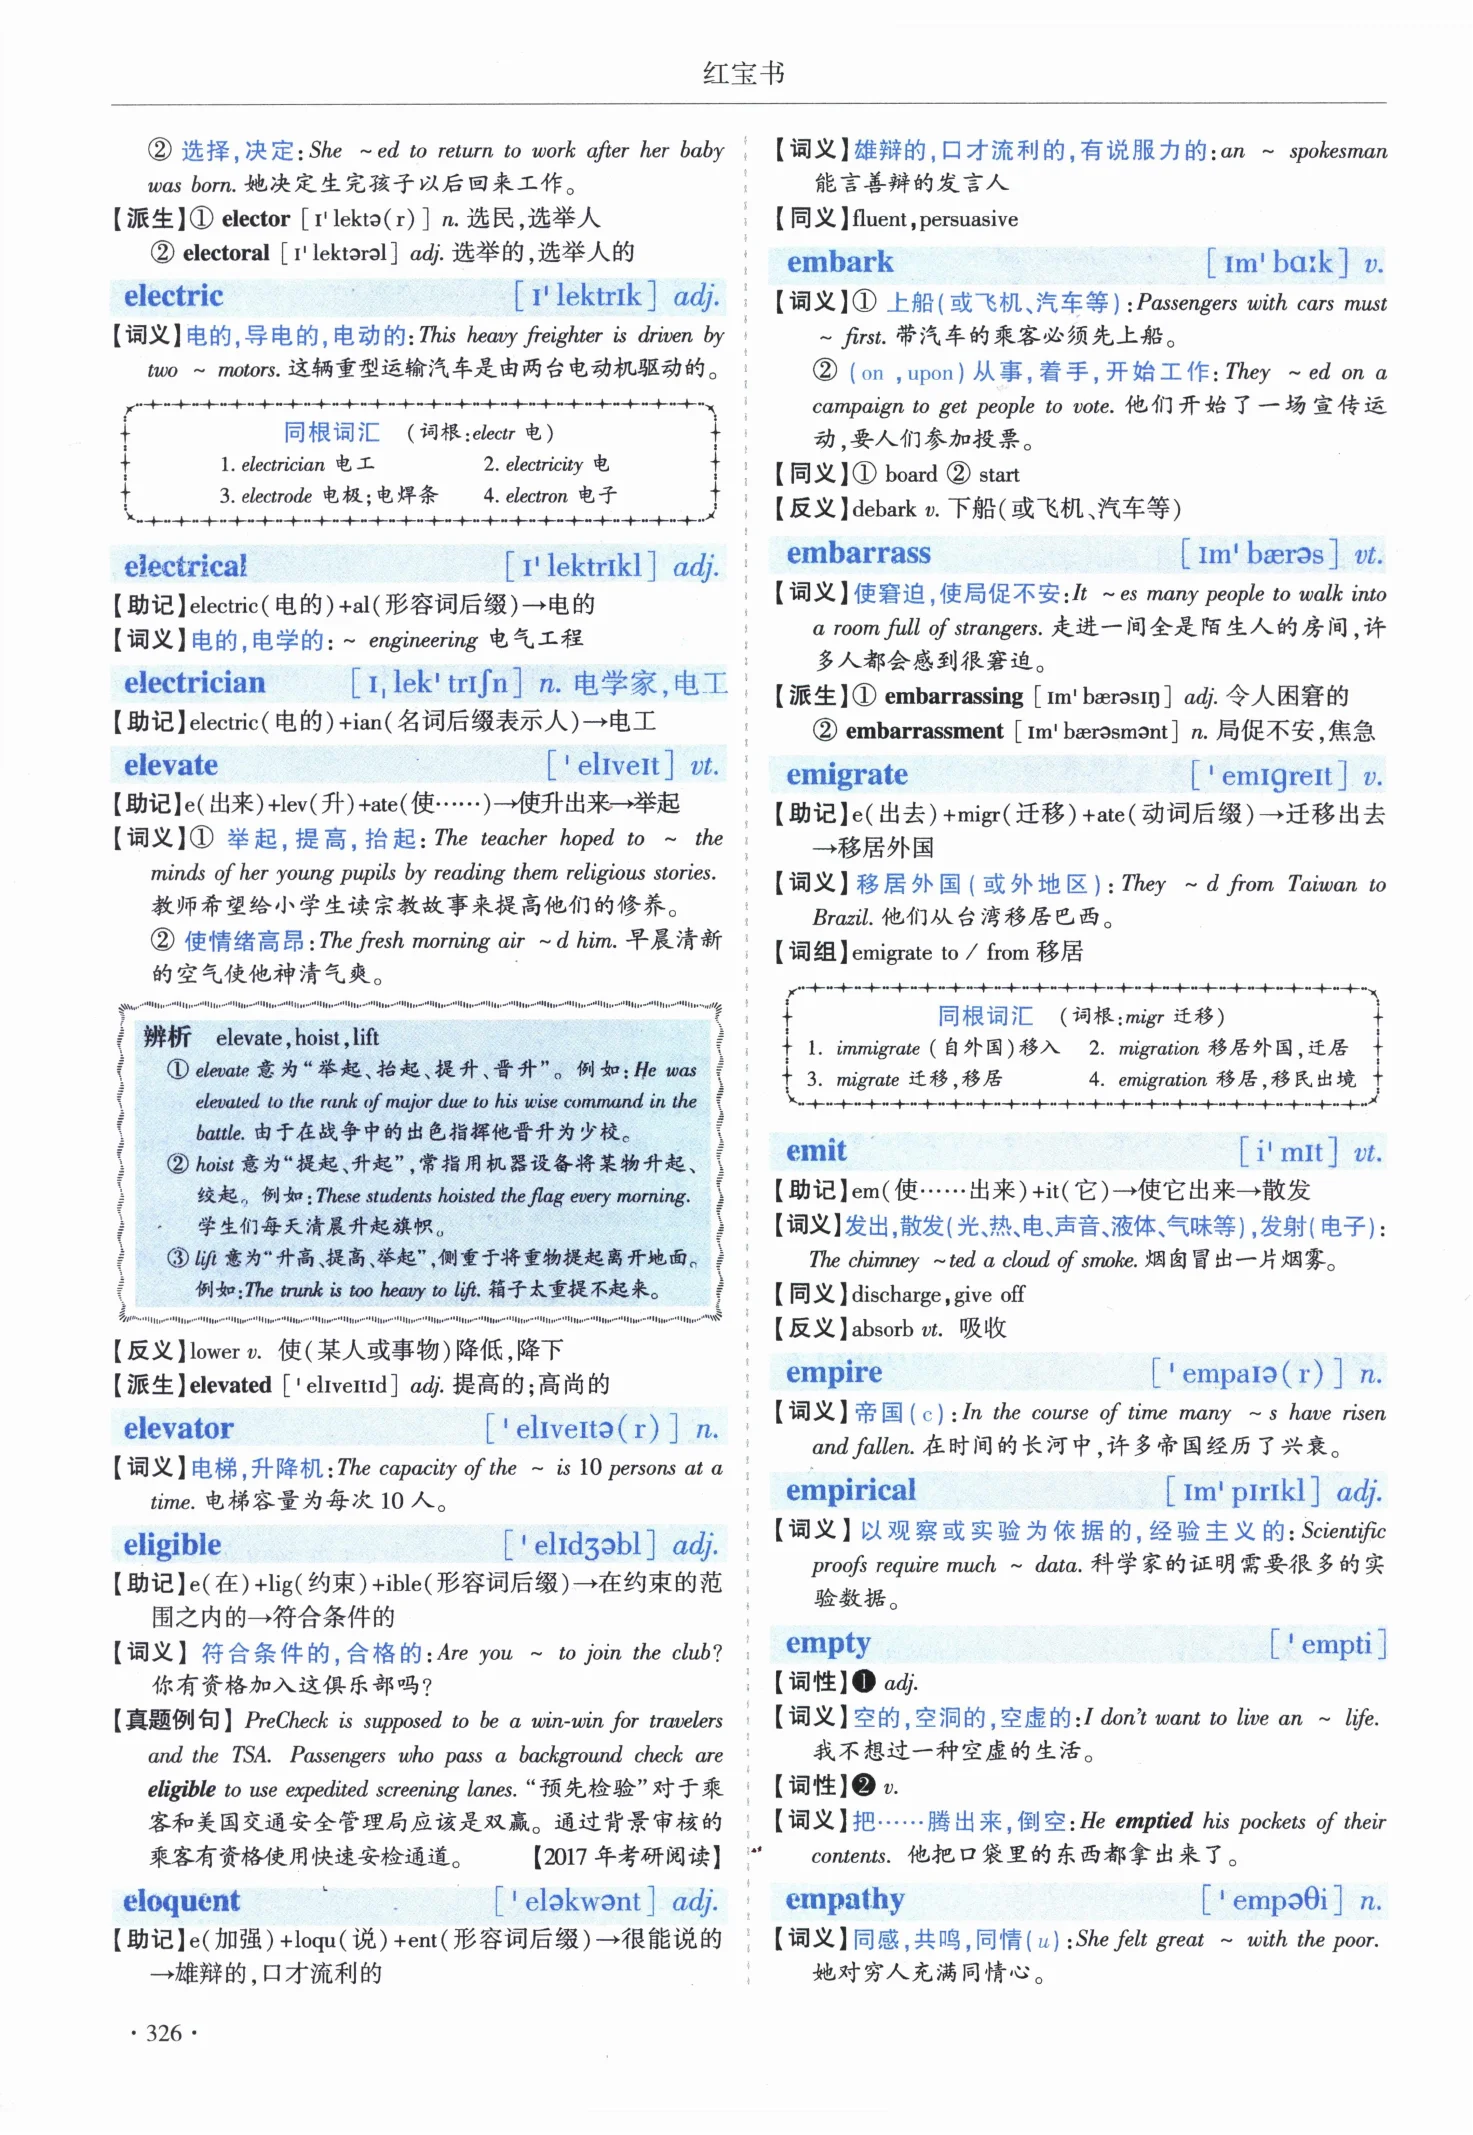 红宝书
② 选择,决定:She ~ed to return to work after her baby
was born. 她决定生完孩子以后回来工作。
【派生】① elector [ɪˈlektə(r)] n. 选民,选举人
② electoral [ɪˈlektərəl] adj. 选举的,选举人的
electric [ɪˈlektrɪk] adj.
【词义】电的,导电的,电动的:This heavy freighter is driven by
two ~ motors. 这辆重型运输汽车是由两台电动机驱动的。
同根词汇 (词根:electr 电)
1. electrician 电工 2. electricity 电
3. electrode 电极;电焊条 4. electron 电子
electrical [ɪˈlektrɪkl] adj.
【助记】electric(电的)+al(形容词后缀)→电的
【词义】电的,电学的: ~ engineering 电气工程
electrician [ɪˌlekˈtrɪʃn] n. 电学家,电工
【助记】electric(电的)+ian(名词后缀表示人)→电工
elevate [ˈelɪveɪt] vt.
【助记】e(出来)+lev(升)+ate(使……)→使升出来→举起
【词义】① 举起,提高,抬起: The teacher hoped to ~ the
minds of her young pupils by reading them religious stories.
教师希望给小学生读宗教故事来提高他们的修养。
② 使情绪高昂:The fresh morning air ~d him. 早晨清新
的空气使他神清气爽。
辨析 elevate,hoist,lift
① elevate 意为“举起、抬起、提升、晋升”。例如:He was
elevated to the rank of major due to his wise command in the
battle. 由于在战争中的出色指挥他晋升为少校。
② hoist 意为“提起、升起”,常指用机器设备将某物升起、
绞起。例如:These students hoisted the flag every morning.
学生们每天清晨升起旗帜。
③ lift 意为“升高、提高、举起”,侧重于将重物提起离开地面。
例如:The trunk is too heavy to lift. 箱子太重提不起来。
【反义】lower v. 使(某人或事物)降低,降下
【派生】elevated [ˈelɪveɪtɪd] adj. 提高的;高尚的
elevator [ˈelɪveɪtə(r)] n.
【词义】电梯,升降机:The capacity of the ~ is 10 persons at a
time. 电梯容量为每次 10 人。
eligible [ˈelɪdʒəbl] adj.
【助记】e(在)+lig(约束)+ible(形容词后缀)→在约束的范
围之内的→符合条件的
【词义】符合条件的,合格的:Are you ~ to join the club?
你有资格加入这俱乐部吗?
【真题例句】PreCheck is supposed to be a win-win for travelers
and the TSA. Passengers who pass a background check are
eligible to use expedited screening lanes. “预先检验”对于乘
客和美国交通安全管理局应该是双赢。通过背景审核的
乘客有资格使用快速安检通道。 【2017 年考研阅读】
eloquent [ˈeləkwənt] adj.
【助记】e(加强)+loqu(说)+ent(形容词后缀)→很能说的
→雄辩的,口才流利的
· 326 ·
【词义】雄辩的,口才流利的,有说服力的:an ~ spokesman
能言善辩的发言人
【同义】fluent,persuasive
embark [ɪmˈbɑːk] v.
【词义】① 上船(或飞机、汽车等):Passengers with cars must
~ first. 带汽车的乘客必须先上船。
② (on ,upon)从事,着手,开始工作:They ~ed on a
campaign to get people to vote. 他们开始了一场宣传运
动,要人们参加投票。
【同义】① board ② start
【反义】debark v. 下船(或飞机、汽车等)
embarrass [ɪmˈbærəs] vt.
【词义】使窘迫,使局促不安:It ~es many people to walk into
a room full of strangers. 走进一间全是陌生人的房间,许
多人都会感到很窘迫。
【派生】① embarrassing [ɪmˈbærəsɪŋ] adj. 令人困窘的
② embarrassment [ɪmˈbærəsmənt] n. 局促不安,焦急
emigrate [ˈemɪɡreɪt] v.
【助记】e(出去)+migr(迁移)+ate(动词后缀)→迁移出去
→移居外国
【词义】移居外国(或外地区):They ~d from Taiwan to
Brazil. 他们从台湾移居巴西。
【词组】emigrate to / from 移居
同根词汇 (词根:migr 迁移)
1. immigrate (自外国)移入 2. migration 移居外国,迁居
3. migrate 迁移,移居 4. emigration 移居,移民出境
emit [iˈmɪt] vt.
【助记】em(使……出来)+it(它)→使它出来→散发
【词义】发出,散发(光、热、电、声音、液体、气味等),发射(电子):
The chimney ~ted a cloud of smoke. 烟囱冒出一片烟雾。
【同义】discharge,give off
【反义】absorb vt. 吸收
empire [ˈempaɪə(r)] n.
【词义】帝国(c):In the course of time many ~s have risen
and fallen. 在时间的长河中,许多帝国经历了兴衰。
empirical [ɪmˈpɪrɪkl] adj.
【词义】以观察或实验为依据的,经验主义的:Scientific
proofs require much ~ data. 科学家的证明需要很多的实
验数据。
empty [ˈempti]
【词性】❶ adj.
【词义】空的,空洞的,空虚的:I don't want to live an ~ life.
我不想过一种空虚的生活。
【词性】❷ v.
【词义】把……腾出来,倒空:He emptied his pockets of their
contents. 他把口袋里的东西都拿出来了。
empathy [ˈempəθi] n.
【词义】同感,共鸣,同情(u):She felt great ~ with the poor.
她对穷人充满同情心。